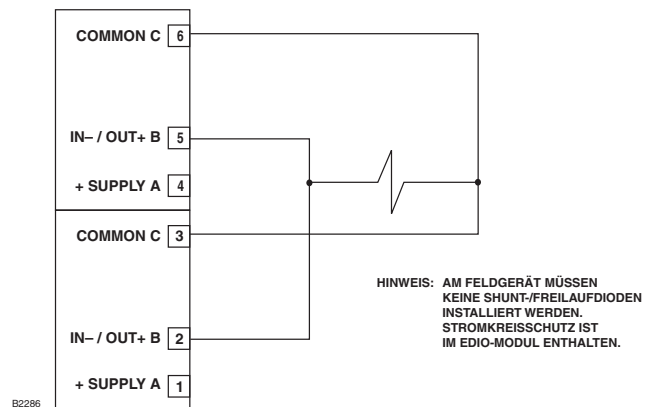 COMMON C 6
IN– / OUT+ B 5
+ SUPPLY A 4
COMMON C 3
HINWEIS: AM FELDGERÄT MÜSSEN
KEINE SHUNT-/FREILAUFDIODEN
INSTALLIERT WERDEN.
STROMKREISSCHUTZ IST
IM EDIO-MODUL ENTHALTEN.
IN– / OUT+ B 2
+ SUPPLY A 1
B2286